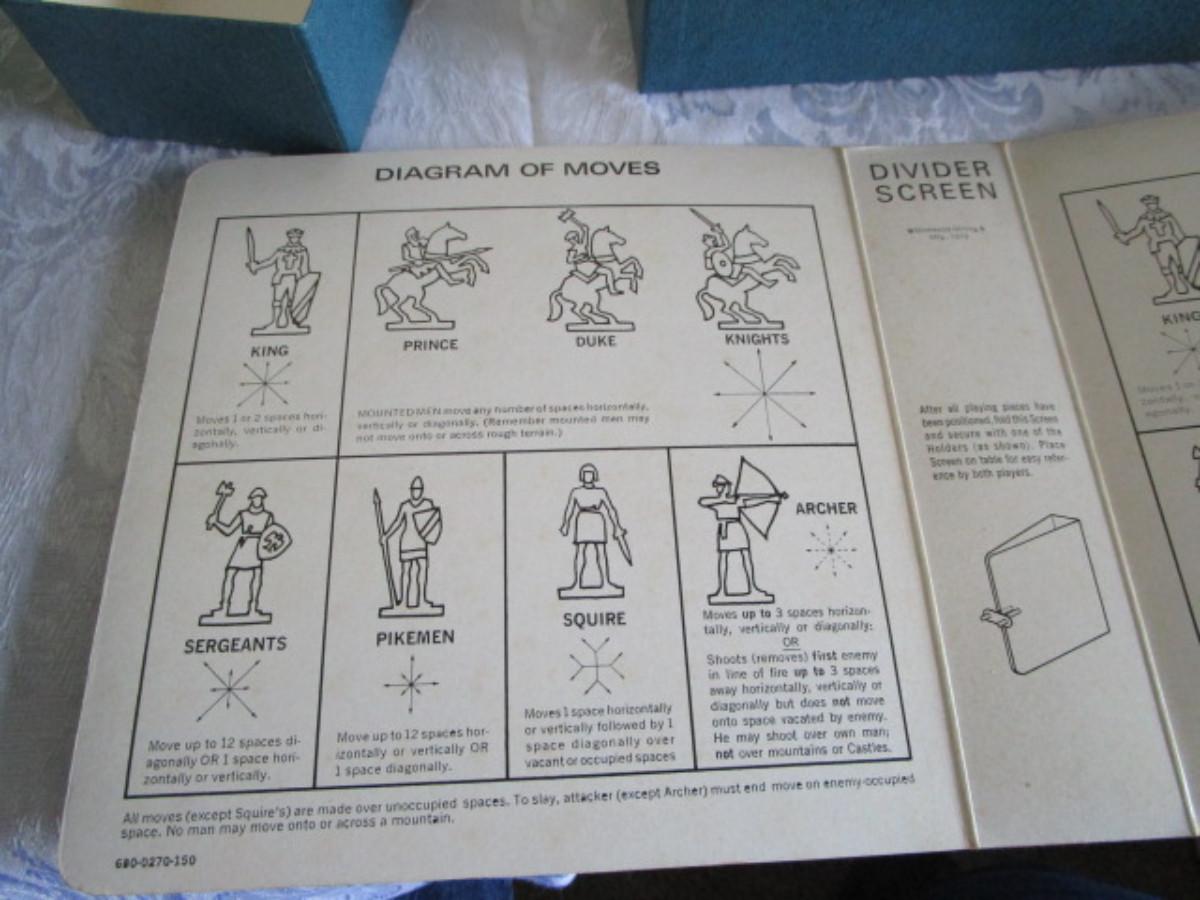 DIAGRAM OF MOVES
KING
Moves 1 or 2 spaces hori-
zontally, vertically or di-
agonally.
PRINCE
DUKE
KNIGHTS
MOUNTED MEN move any number of spaces horizontally,
vertically or diagonally. (Remember mounted men may
not move onto or across rough terrain.)
SERGEANTS
Move up to 12 spaces di-
agonally OR 1 space hori-
zontally or vertically.
PIKEMEN
Move up to 12 spaces hor-
izontally or vertically OR
1 space diagonally.
SQUIRE
Moves 1 space horizontally
or vertically followed by 1
space diagonally over
vacant or occupied spaces
ARCHER
Moves up to 3 spaces horizon-
tally, vertically or diagonally:
OR
Shoots (removes) first enemy
in line of fire up to 3 spaces
away horizontally, vertically or
diagonally but does not move
onto space vacated by enemy.
He may shoot over own man;
not over mountains or Castles.
All moves (except Squire's) are made over unoccupied spaces. To slay, attacker (except Archer) must end move on enemy-occupied
space. No man may move onto or across a mountain.
680-0270-150
DIVIDER
SCREEN
After all playing pieces have
been positioned, fold this Screen
and secure with one of the
Holders (as shown). Place
Screen on table for easy refer-
ence by both players.
KING
Moves 1 or
zontally,
agonally.